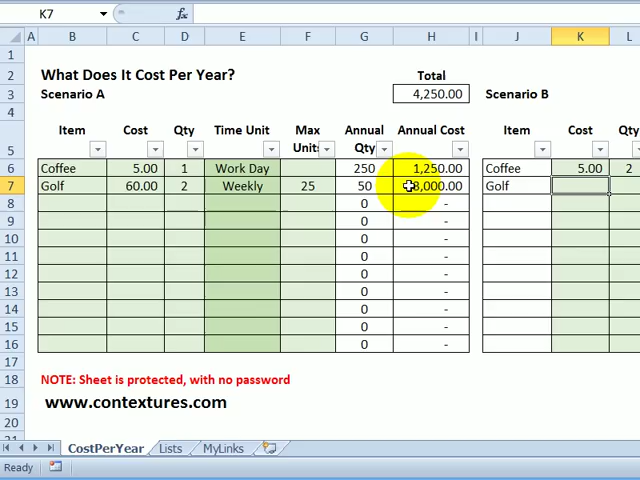 K7 fx
A B C D E F G H I J K L
1
2 What Does It Cost Per Year? Total
3 Scenario A 4,250.00 Scenario B
4
5 Item Cost Qty Time Unit Max Units Annual Qty Annual Cost Item Cost Qty
6 Coffee 5.00 1 Work Day 250 1,250.00 Coffee 5.00 2
7 Golf 60.00 2 Weekly 25 50 3,000.00 Golf
8 0 -
9 0 -
10 0 -
11 0 -
12 0 -
13 0 -
14 0 -
15 0 -
16 0 -
17
18 NOTE: Sheet is protected, with no password
19 www.contextures.com
20
CostPerYear Lists MyLinks
Ready